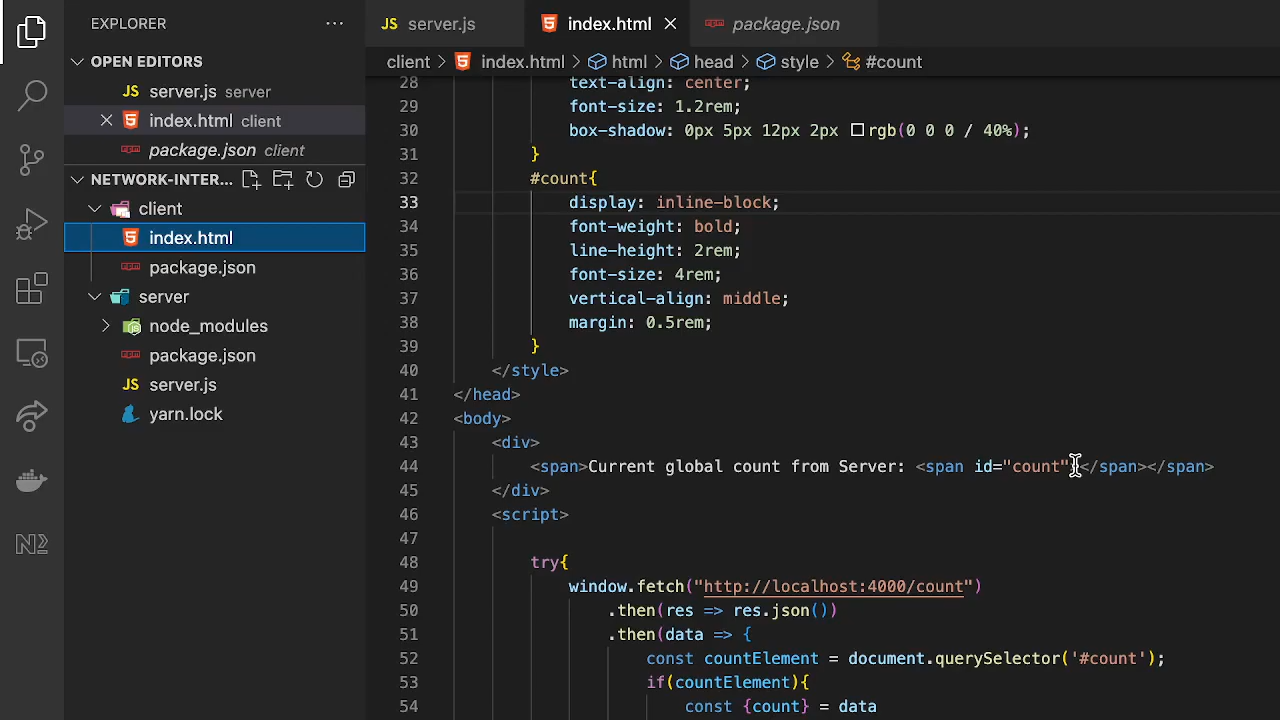 EXPLORER
OPEN EDITORS
JS server.js server
index.html client
package.json client
NETWORK-INTER...
client
index.html
package.json
server
node_modules
package.json
JS server.js
yarn.lock
JS server.js
index.html
package.json
client > index.html > html > head > style > #count
28 text-align: center;
29 font-size: 1.2rem;
30 box-shadow: 0px 5px 12px 2px rgb(0 0 0 / 40%);
31 }
32 #count{
33 display: inline-block;
34 font-weight: bold;
35 line-height: 2rem;
36 font-size: 4rem;
37 vertical-align: middle;
38 margin: 0.5rem;
39 }
40 </style>
41 </head>
42 <body>
43 <div>
44 <span>Current global count from Server: <span id="count"></span></span>
45 </div>
46 <script>
47
48 try{
49 window.fetch("http://localhost:4000/count")
50 .then(res => res.json())
51 .then(data => {
52 const countElement = document.querySelector('#count');
53 if(countElement){
54 const {count} = data